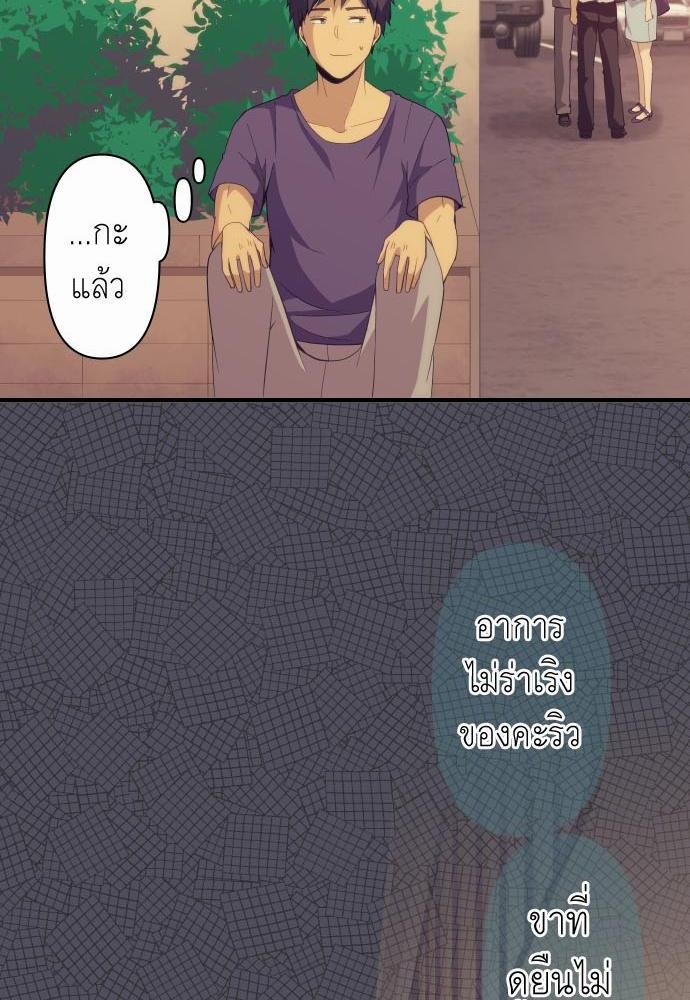 ...กะ
แล้ว
อาการ
ไม่ร่าเริง
ของคะริว
ขาที่
ดูยืนไม่